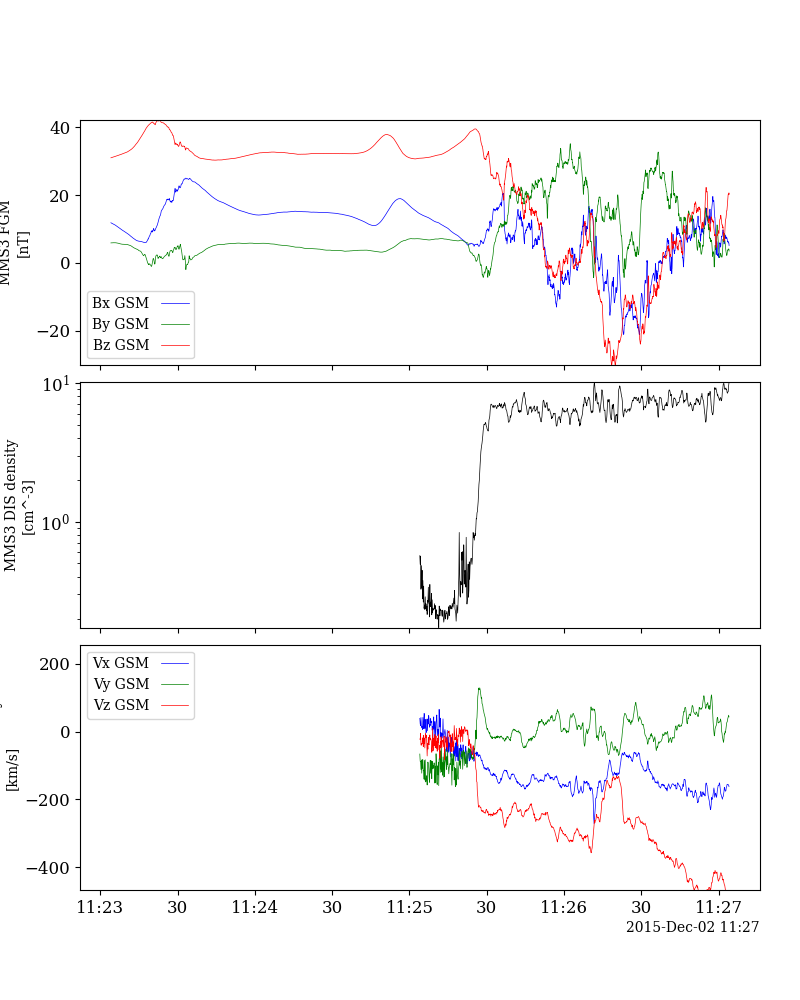 40
20
0
−20
MMS3 FGM
[nT]
Bx GSM
By GSM
Bz GSM
10^1
10^0
MMS3 DIS density
[cm^-3]
200
0
−200
−400
[km/s]
Vx GSM
Vy GSM
Vz GSM
11:23 30 11:24 30 11:25 30 11:26 30 11:27
2015-Dec-02 11:27